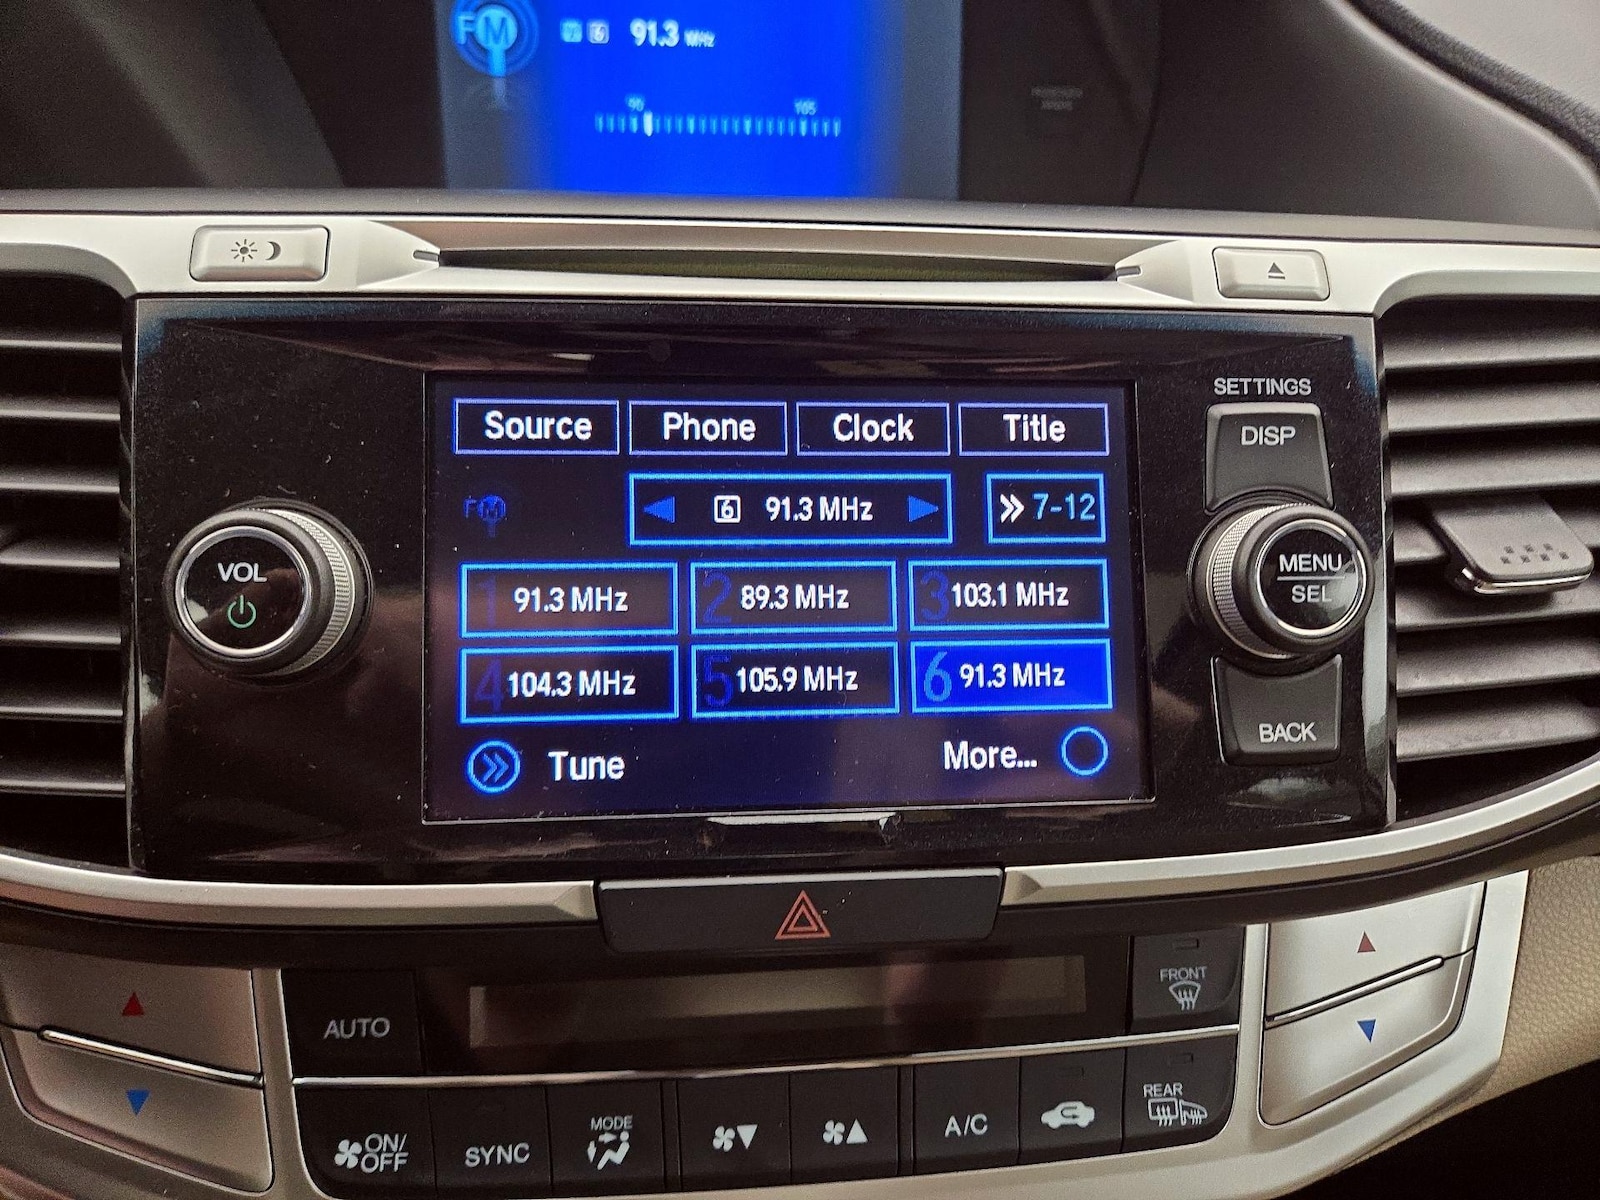 FM 6 91.3 MHz
90 105
SETTINGS
DISP
Source Phone Clock Title
FM 6 91.3 MHz 7-12
VOL
MENU
SEL
1 91.3 MHz 2 89.3 MHz 3 103.1 MHz
4 104.3 MHz 5 105.9 MHz 6 91.3 MHz
BACK
Tune More...
AUTO
FRONT
ON/
OFF
SYNC
MODE
A/C
REAR